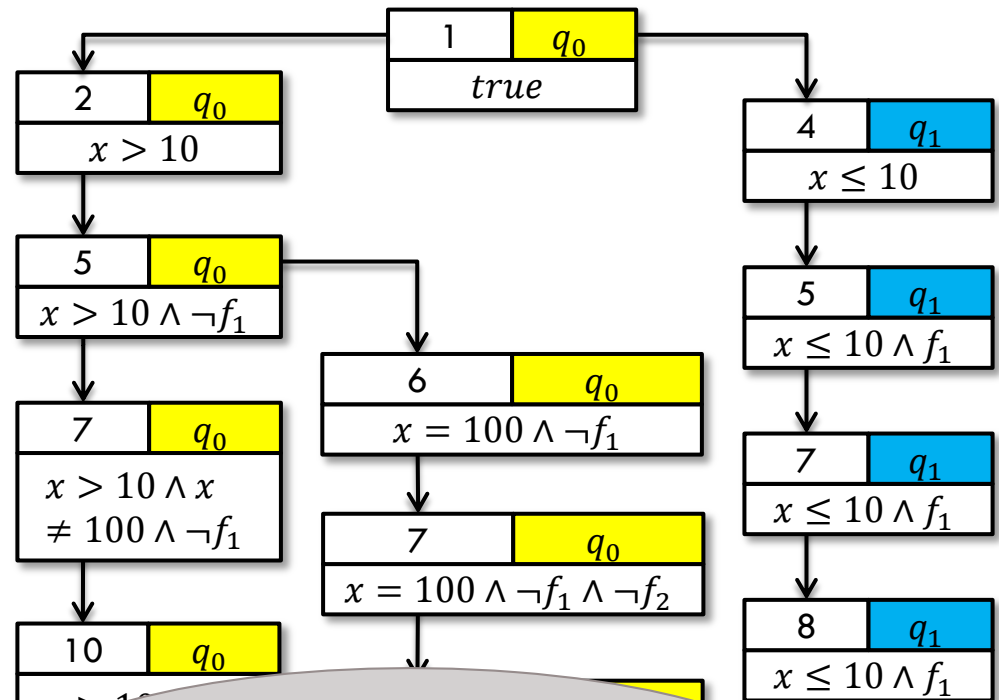 1 q₀
true
2 q₀
x > 10
5 q₀
x > 10 ∧ ¬f₁
7 q₀
x > 10 ∧ x
≠ 100 ∧ ¬f₁
10 q₀
6 q₀
x = 100 ∧ ¬f₁
7 q₀
x = 100 ∧ ¬f₁ ∧ ¬f₂
4 q₁
x ≤ 10
5 q₁
x ≤ 10 ∧ f₁
7 q₁
x ≤ 10 ∧ f₁
8 q₁
x ≤ 10 ∧ f₁